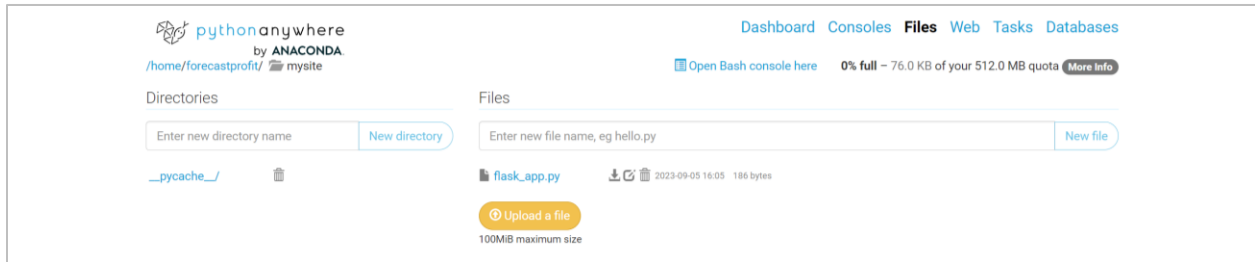 pythonanywhere
by ANACONDA.
Dashboard Consoles Files Web Tasks Databases
/home/forecastprofit/ mysite
Open Bash console here 0% full – 76.0 KB of your 512.0 MB quota More Info
Directories
Enter new directory name New directory
__pycache__/
Files
Enter new file name, eg hello.py New file
flask_app.py 2023-09-05 16:05 186 bytes
Upload a file
100MiB maximum size